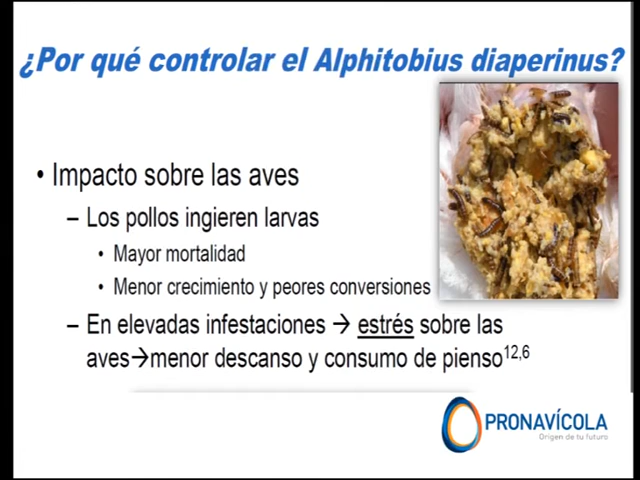 ¿Por qué controlar el Alphitobius diaperinus?
• Impacto sobre las aves
– Los pollos ingieren larvas
• Mayor mortalidad
• Menor crecimiento y peores conversiones
– En elevadas infestaciones → estrés sobre las
aves→menor descanso y consumo de pienso12,6
PRONAVÍCOLA
Origen de tu futuro